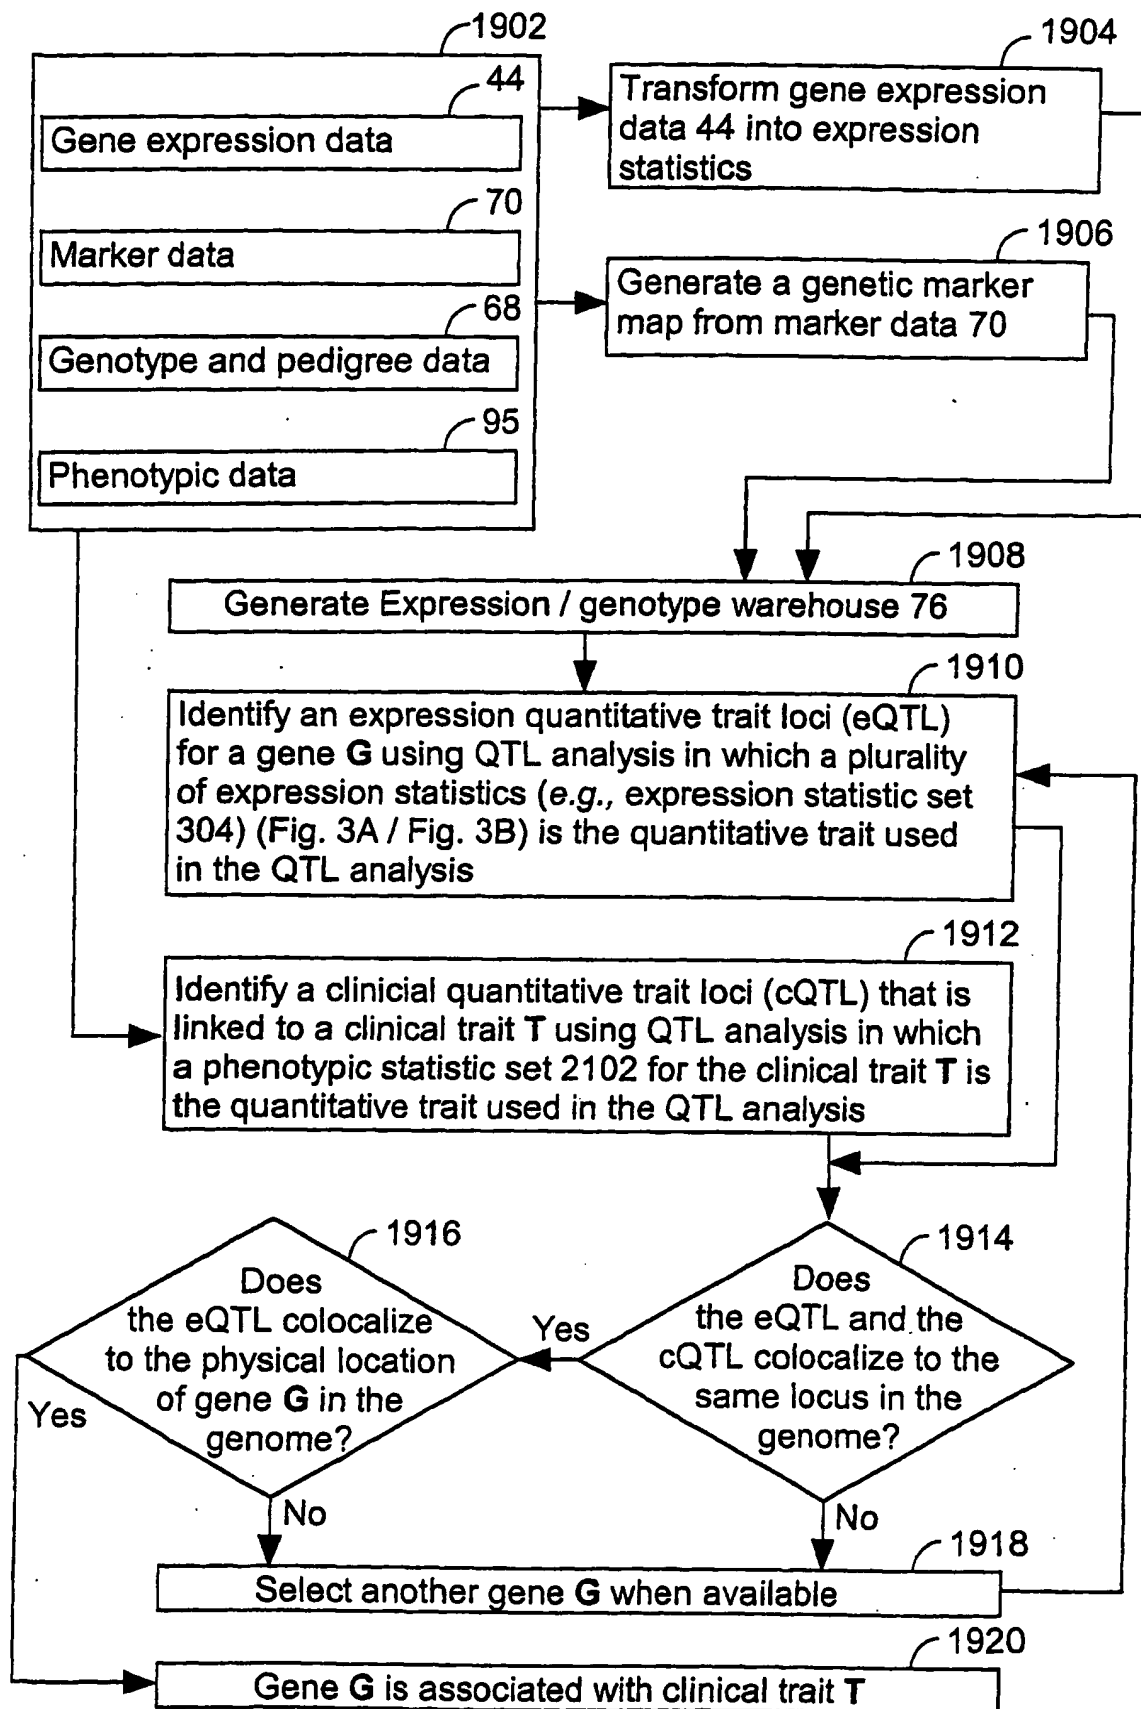 1902
44
Gene expression data
70
Marker data
68
Genotype and pedigree data
95
Phenotypic data
1904
Transform gene expression
data 44 into expression
statistics
1906
Generate a genetic marker
map from marker data 70
1908
Generate Expression / genotype warehouse 76
1910
Identify an expression quantitative trait loci (eQTL)
for a gene G using QTL analysis in which a plurality
of expression statistics (e.g., expression statistic set
304) (Fig. 3A / Fig. 3B) is the quantitative trait used
in the QTL analysis
1912
Identify a clinicial quantitative trait loci (cQTL) that is
linked to a clinical trait T using QTL analysis in which
a phenotypic statistic set 2102 for the clinical trait T is
the quantitative trait used in the QTL analysis
1914
Does
the eQTL and the
cQTL colocalize to the
same locus in the
genome?
Yes
No
1916
Does
the eQTL colocalize
to the physical location
of gene G in the
genome?
Yes
No
1918
Select another gene G when available
1920
Gene G is associated with clinical trait T